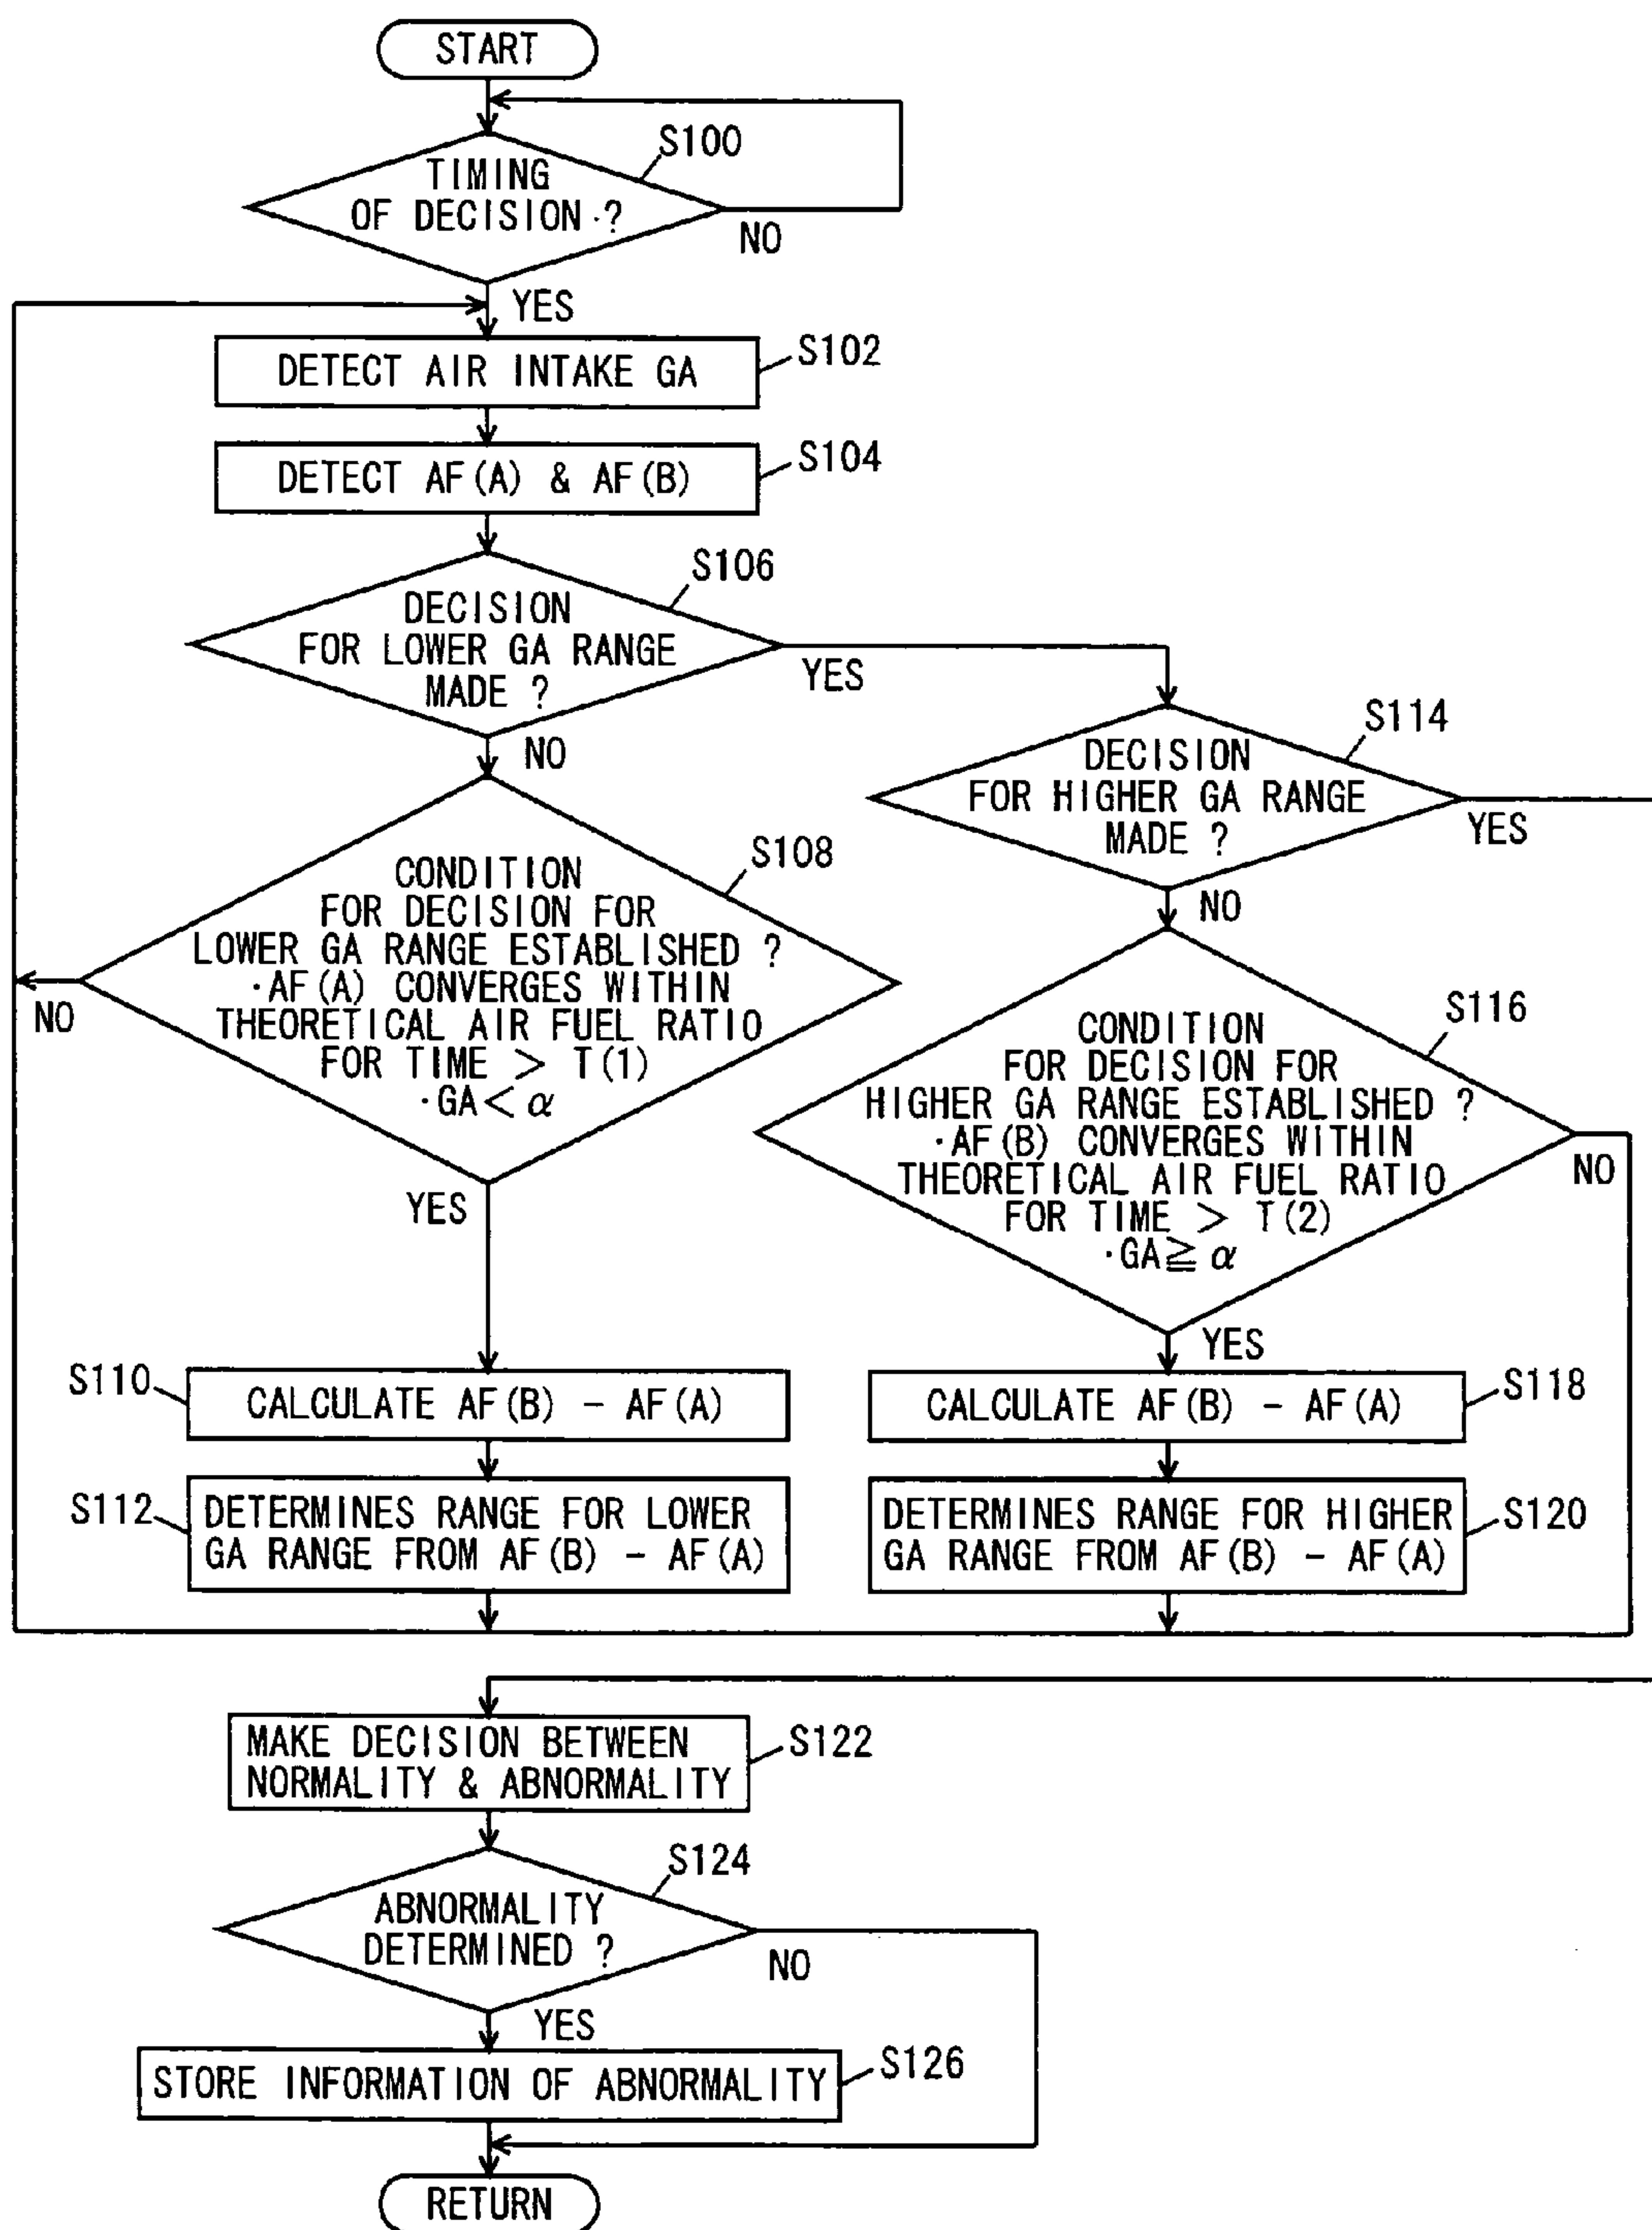 START
S100
TIMING
OF DECISION ?
NO
YES
DETECT AIR INTAKE GA
S102
DETECT AF(A) & AF(B)
S104
S106
DECISION
FOR LOWER GA RANGE
MADE ?
YES
NO
S114
DECISION
FOR HIGHER GA RANGE
MADE ?
YES
NO
S108
CONDITION
FOR DECISION FOR
LOWER GA RANGE ESTABLISHED ?
·AF(A) CONVERGES WITHIN
THEORETICAL AIR FUEL RATIO
FOR TIME > T(1)
·GA < α
NO
YES
S116
CONDITION
FOR DECISION FOR
HIGHER GA RANGE ESTABLISHED ?
·AF(B) CONVERGES WITHIN
THEORETICAL AIR FUEL RATIO
FOR TIME > T(2)
·GA ≧ α
NO
YES
S110
CALCULATE AF(B) - AF(A)
CALCULATE AF(B) - AF(A)
S118
S112
DETERMINES RANGE FOR LOWER
GA RANGE FROM AF(B) - AF(A)
DETERMINES RANGE FOR HIGHER
GA RANGE FROM AF(B) - AF(A)
S120
MAKE DECISION BETWEEN
NORMALITY & ABNORMALITY
S122
S124
ABNORMALITY
DETERMINED ?
NO
YES
STORE INFORMATION OF ABNORMALITY
S126
RETURN